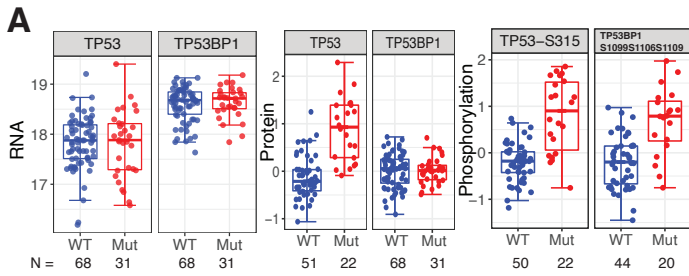 A
TP53 TP53BP1 TP53 TP53BP1 TP53–S315 TP53BP1
S1099S1106S1109
RNA
19
18
17
Protein
2
1
0
−1
Phosphorylation
2
1
0
−1
WT Mut WT Mut WT Mut WT Mut WT Mut WT Mut
N = 68 31 68 31 51 22 68 31 50 22 44 20